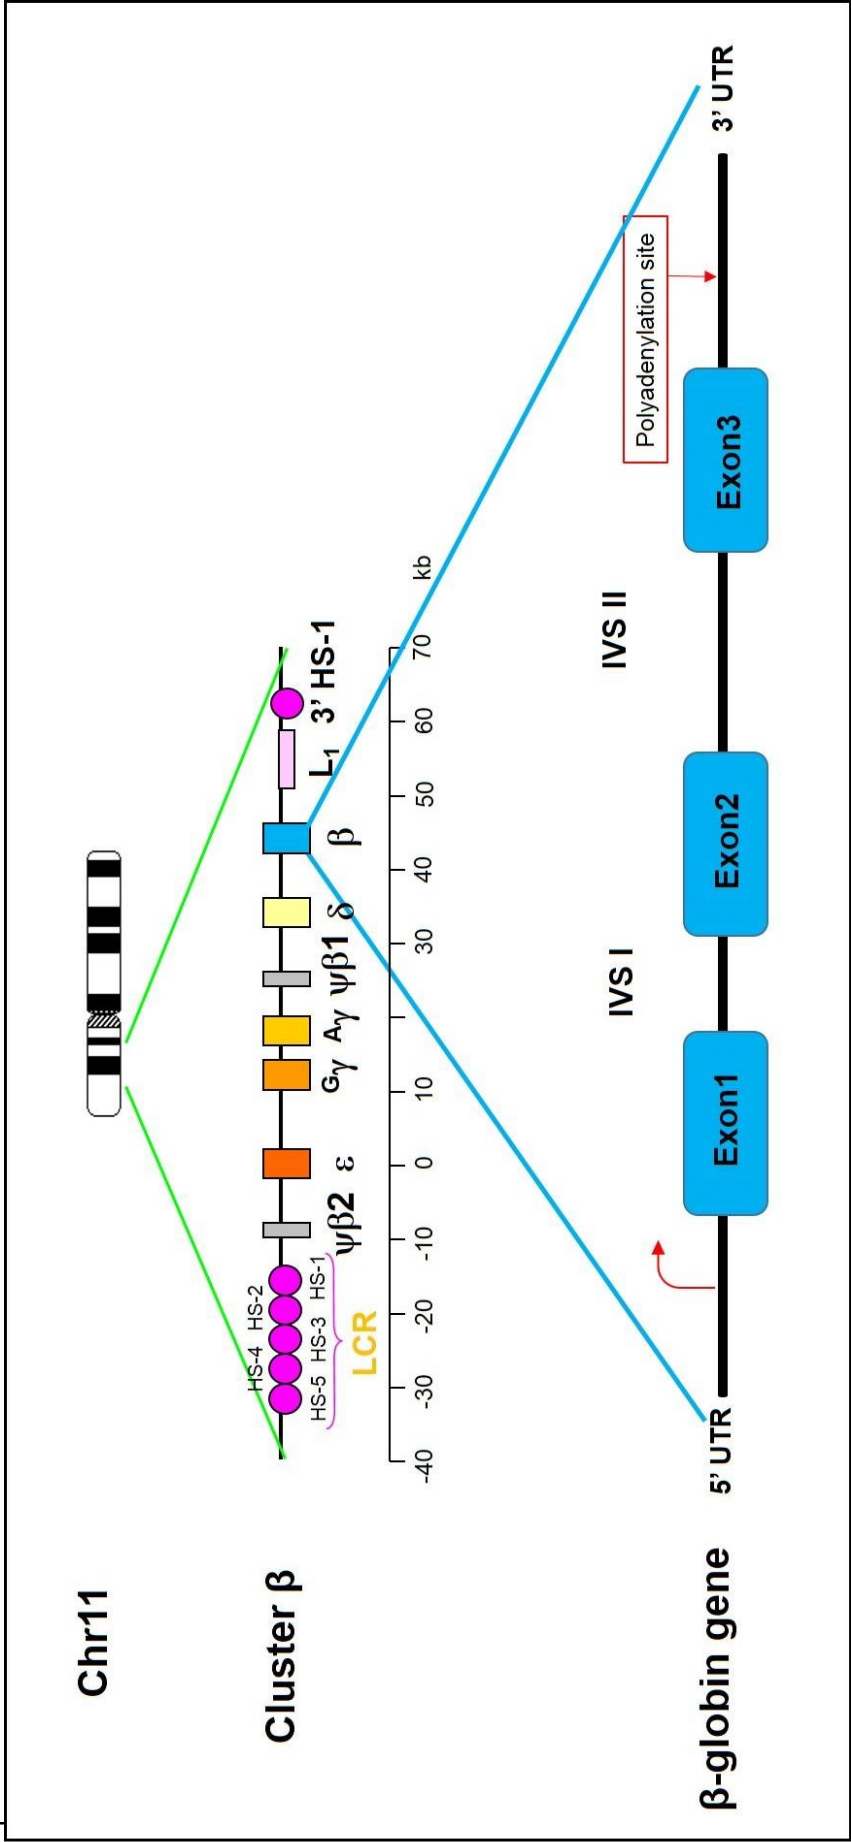 Chr11
Cluster β
HS-4 HS-2
HS-5 HS-3 HS-1
LCR
ψβ2 ε Gγ Aγ ψβ1 δ β L1 3’ HS-1
-40 -30 -20 -10 0 10 30 40 50 60 70 kb
IVS I IVS II
Polyadenylation site
β-globin gene
5’ UTR Exon1 Exon2 Exon3 3’ UTR